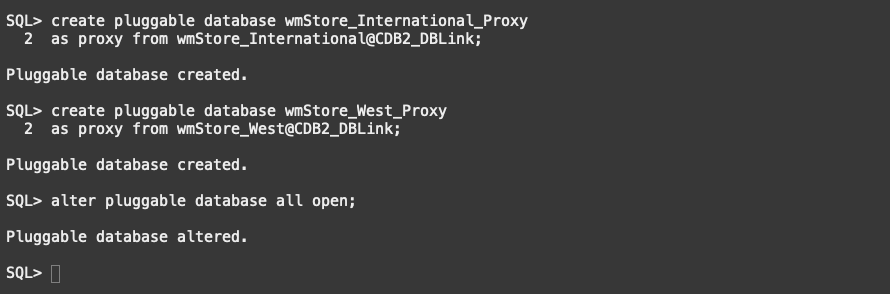 SQL> create pluggable database wmStore_International_Proxy
  2  as proxy from wmStore_International@CDB2_DBLink;
Pluggable database created.
SQL> create pluggable database wmStore_West_Proxy
  2  as proxy from wmStore_West@CDB2_DBLink;
Pluggable database created.
SQL> alter pluggable database all open;
Pluggable database altered.
SQL>